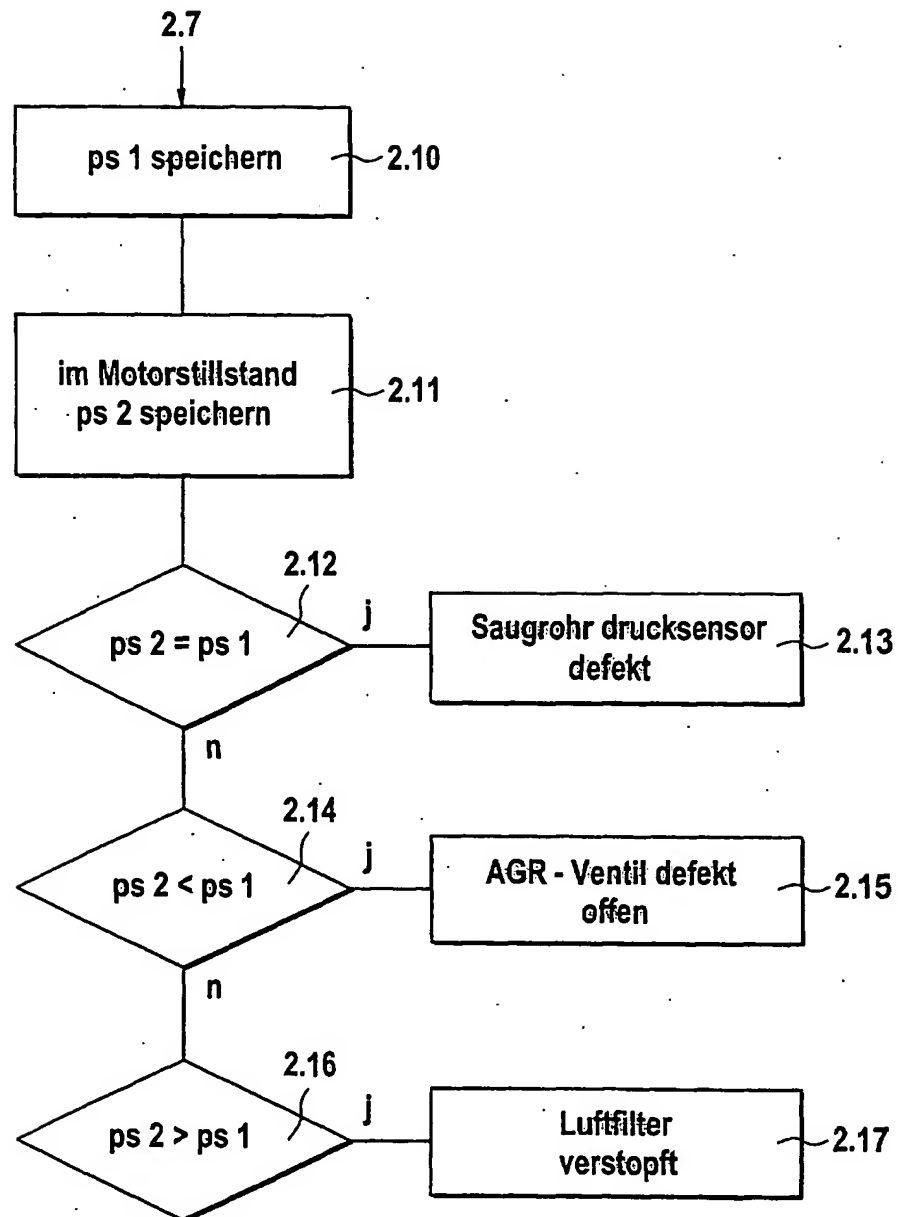 2.7
ps 1 speichern
2.10
im Motorstillstand
ps 2 speichern
2.11
2.12
ps 2 = ps 1
j
Saugrohr drucksensor
defekt
2.13
n
2.14
ps 2 < ps 1
j
AGR - Ventil defekt
offen
2.15
n
2.16
ps 2 > ps 1
j
Luftfilter
verstopft
2.17